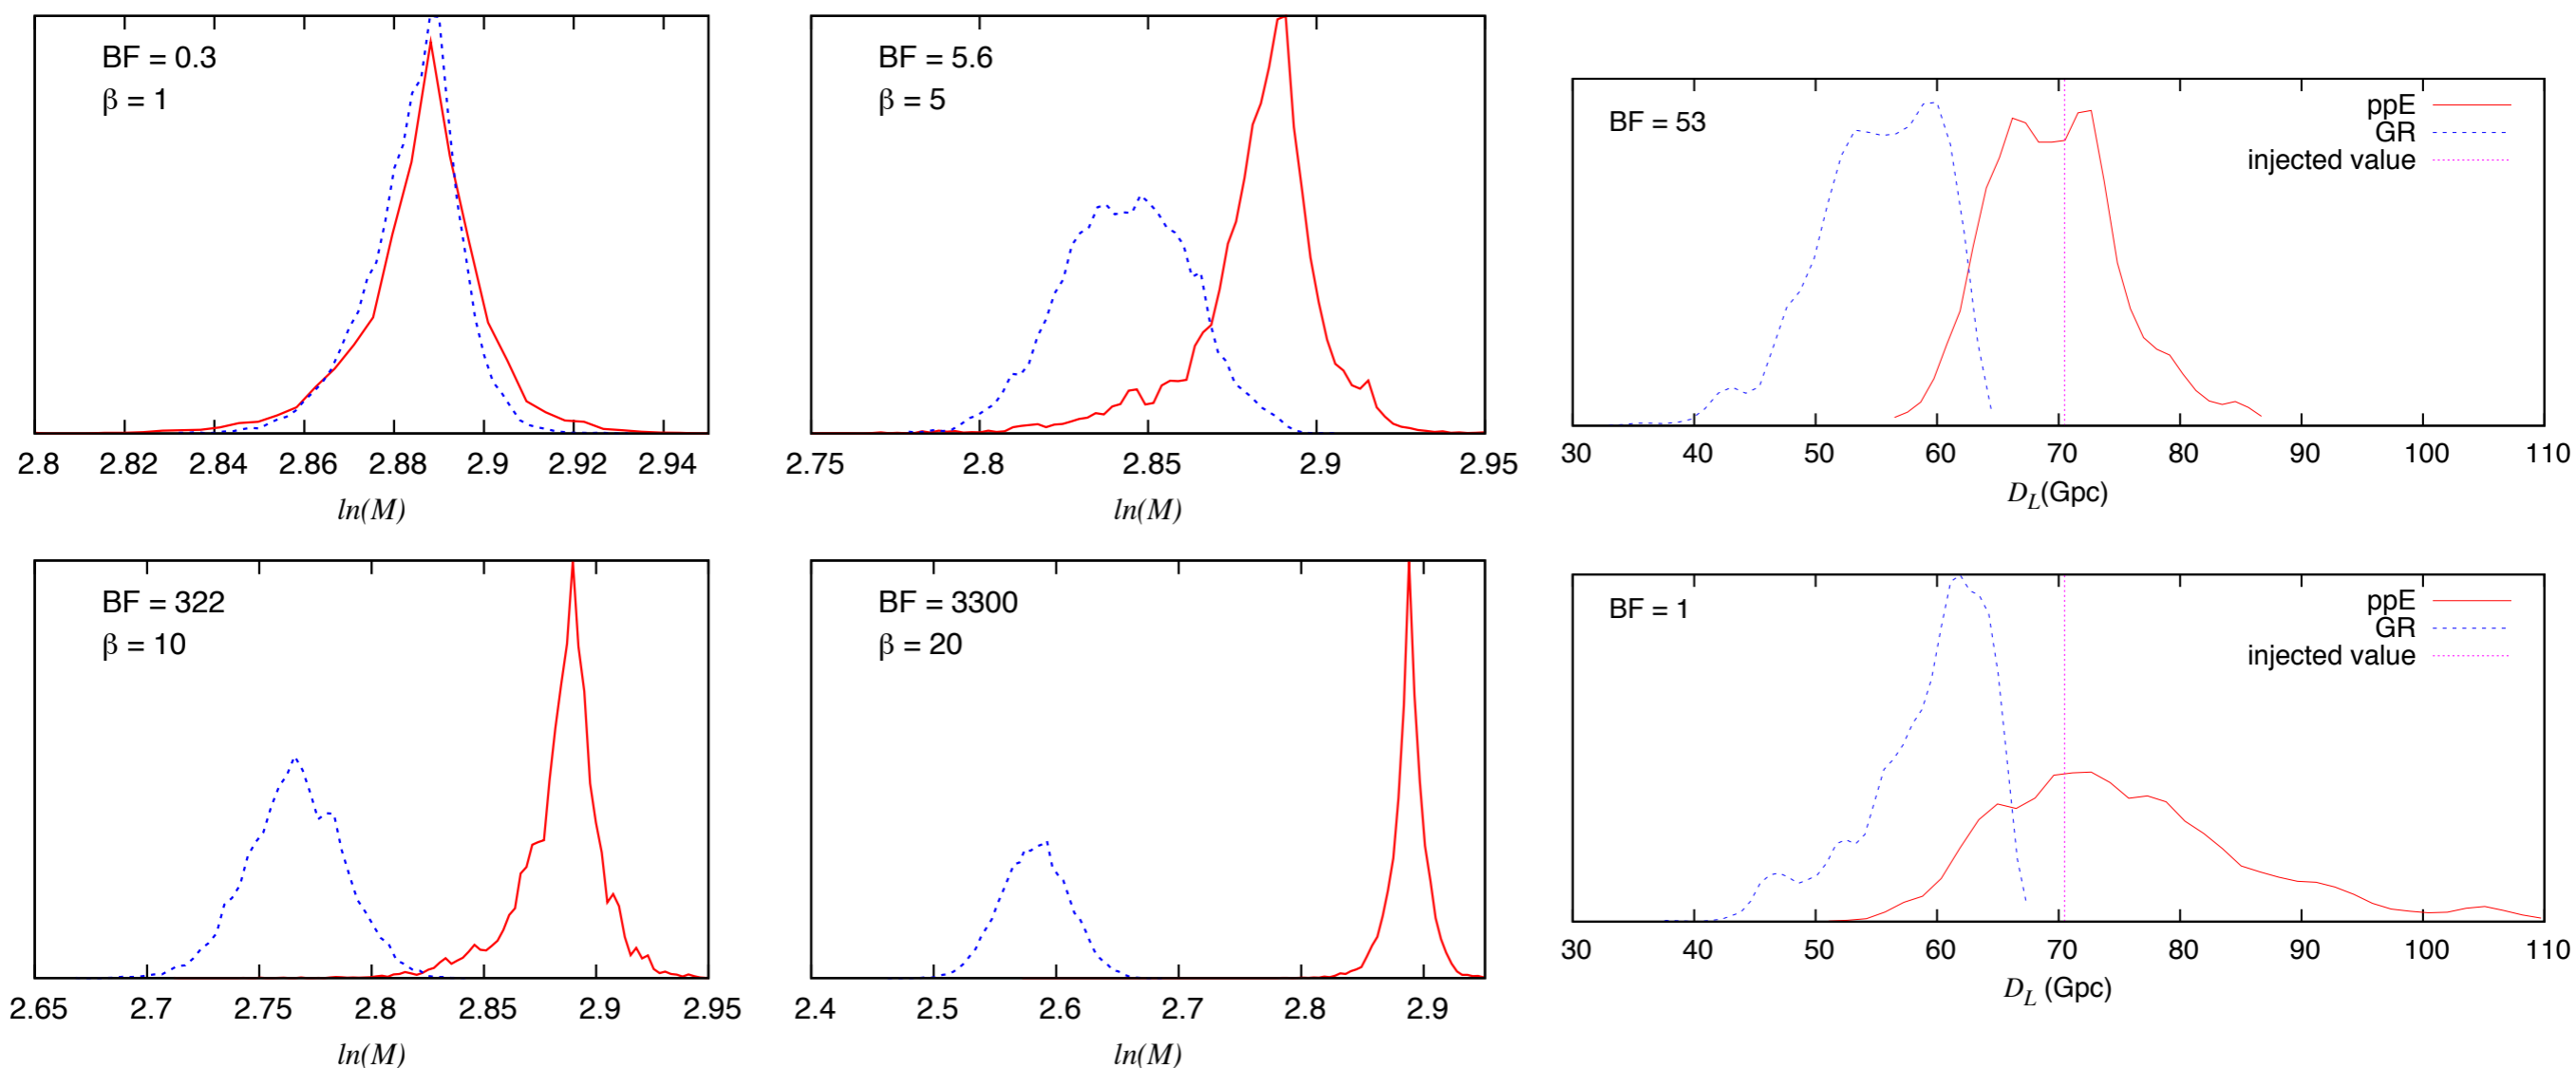 BF = 0.3
β = 1
2.8 2.82 2.84 2.86 2.88 2.9 2.92 2.94
ln(M)
BF = 5.6
β = 5
2.75 2.8 2.85 2.9 2.95
ln(M)
BF = 53
ppE
GR
injected value
30 40 50 60 70 80 90 100 110
D_L(Gpc)
BF = 322
β = 10
2.65 2.7 2.75 2.8 2.85 2.9 2.95
ln(M)
BF = 3300
β = 20
2.4 2.5 2.6 2.7 2.8 2.9
ln(M)
BF = 1
ppE
GR
injected value
30 40 50 60 70 80 90 100 110
D_L (Gpc)